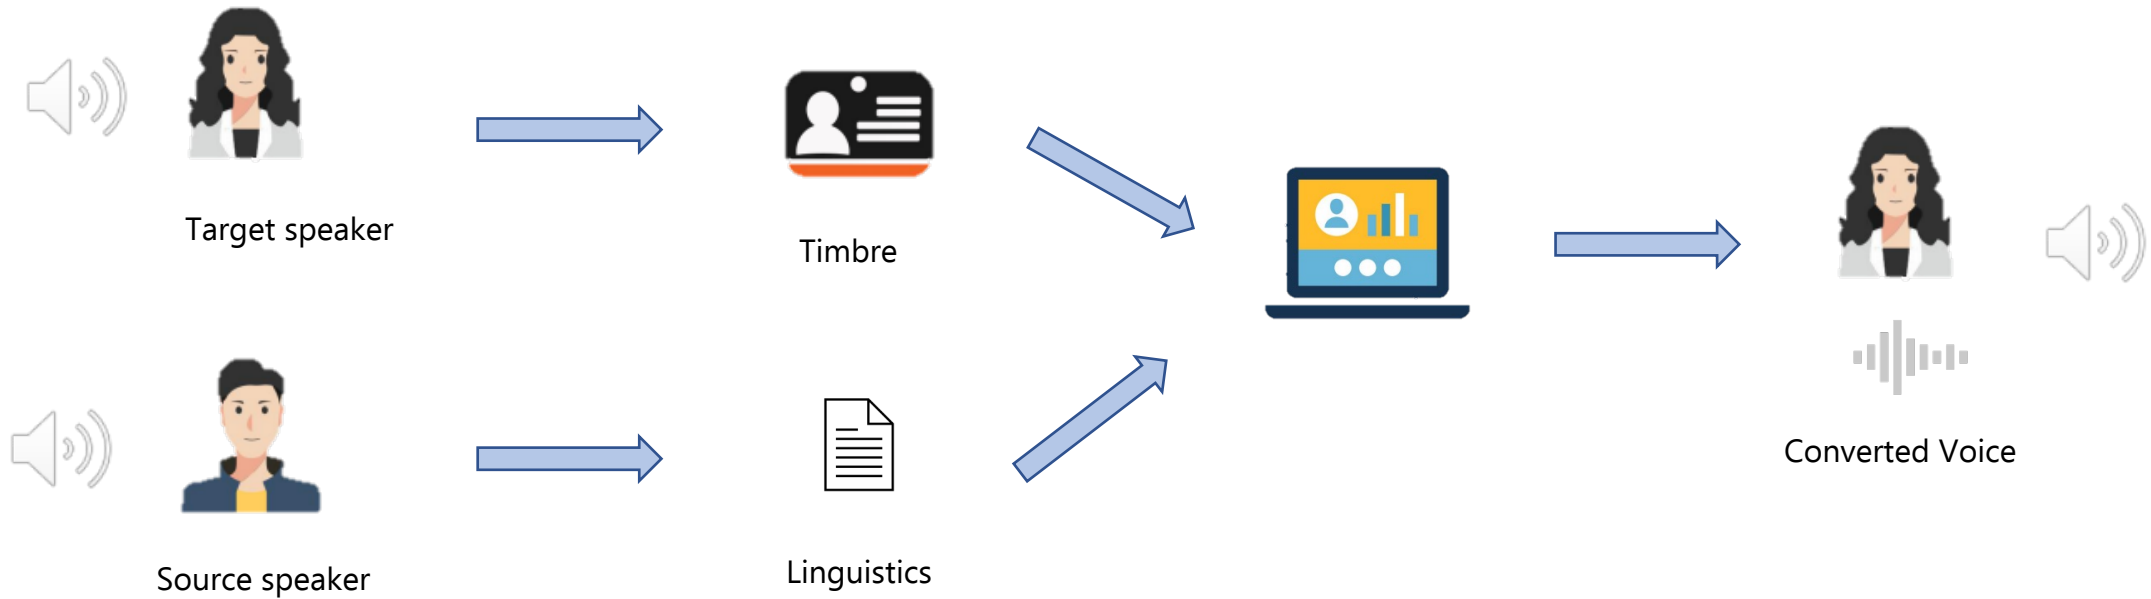 Target speaker
Timbre
Source speaker
Linguistics
Converted Voice